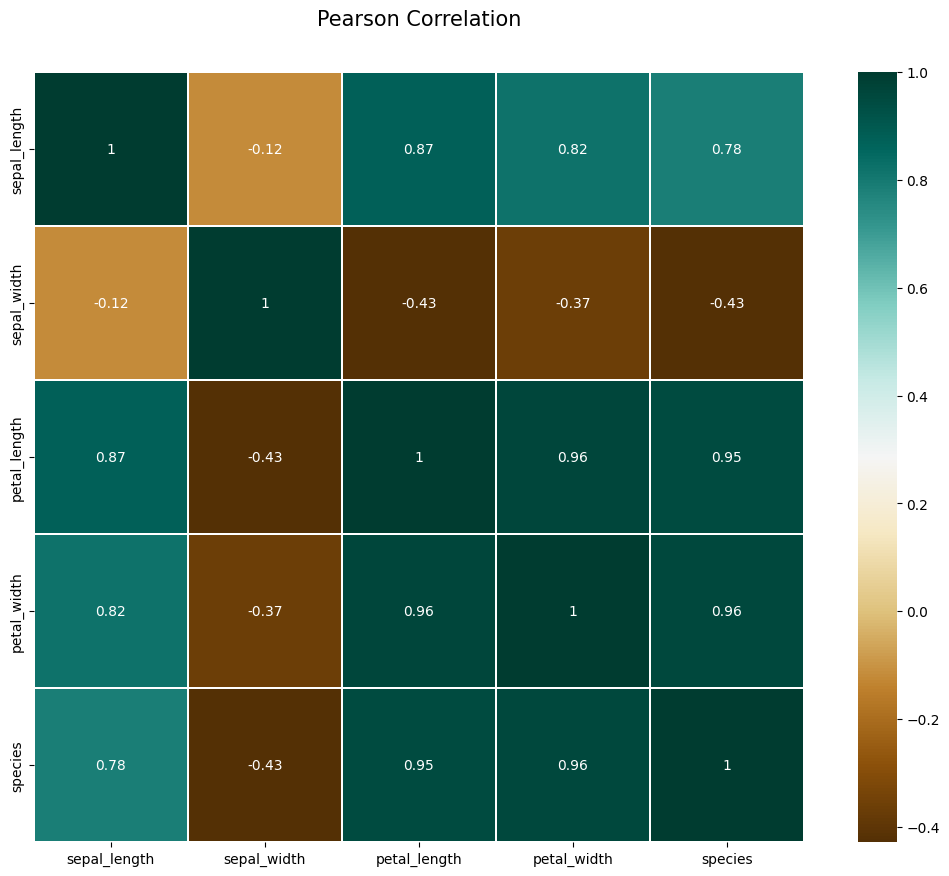 Pearson Correlation
sepal_length 1 -0.12 0.87 0.82 0.78
sepal_width -0.12 1 -0.43 -0.37 -0.43
petal_length 0.87 -0.43 1 0.96 0.95
petal_width 0.82 -0.37 0.96 1 0.96
species 0.78 -0.43 0.95 0.96 1
sepal_length sepal_width petal_length petal_width species
1.0
0.8
0.6
0.4
0.2
0.0
−0.2
−0.4